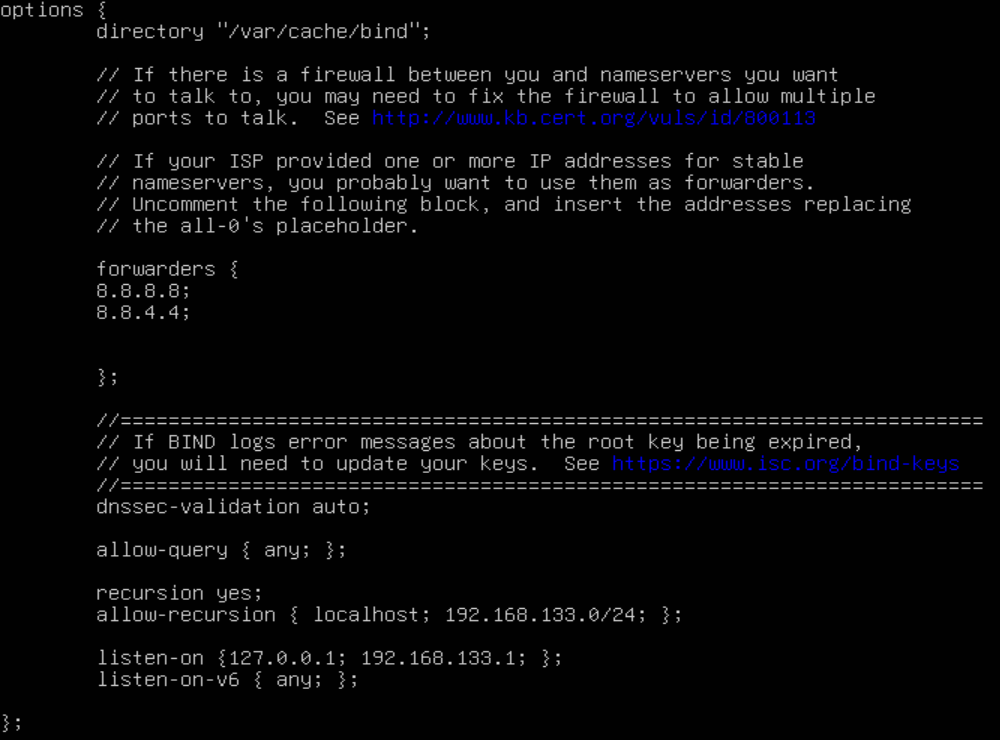 options {
directory "/var/cache/bind";
// If there is a firewall between you and nameservers you want
// to talk to, you may need to fix the firewall to allow multiple
// ports to talk.  See http://www.kb.cert.org/vuls/id/800113
// If your ISP provided one or more IP addresses for stable
// nameservers, you probably want to use them as forwarders.
// Uncomment the following block, and insert the addresses replacing
// the all-0's placeholder.
forwarders {
8.8.8.8;
8.8.4.4;
};
//========================================================================
// If BIND logs error messages about the root key being expired,
// you will need to update your keys.  See https://www.isc.org/bind-keys
//========================================================================
dnssec-validation auto;
allow-query { any; };
recursion yes;
allow-recursion { localhost; 192.168.133.0/24; };
listen-on {127.0.0.1; 192.168.133.1; };
listen-on-v6 { any; };
};